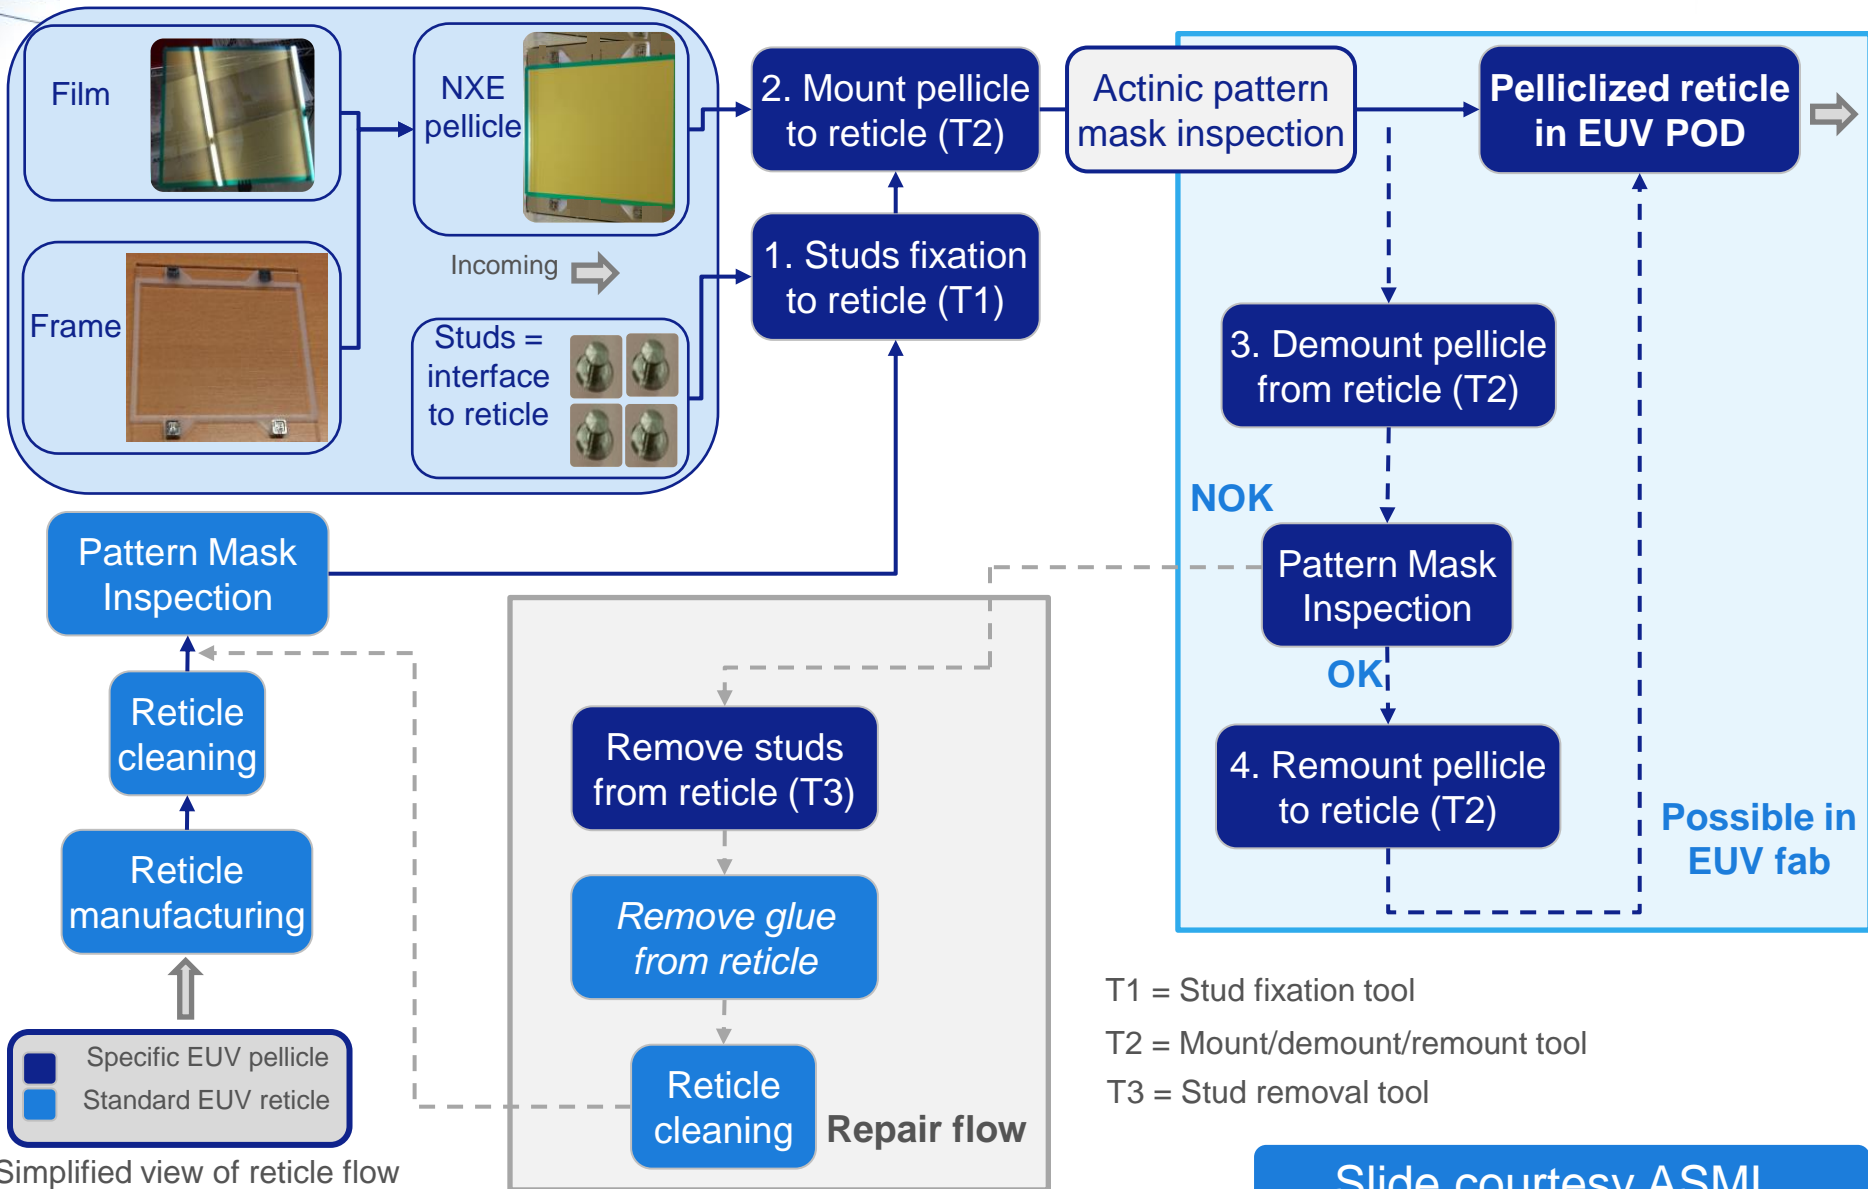 Film
Frame
NXE
pellicle
Incoming
Studs =
interface
to reticle
2. Mount pellicle
to reticle (T2)
1. Studs fixation
to reticle (T1)
Actinic pattern
mask inspection
Pelliclized reticle
in EUV POD
3. Demount pellicle
from reticle (T2)
NOK
Pattern Mask
Inspection
OK
4. Remount pellicle
to reticle (T2)
Possible in
EUV fab
Pattern Mask
Inspection
Reticle
cleaning
Reticle
manufacturing
Specific EUV pellicle
Standard EUV reticle
Simplified view of reticle flow
Remove studs
from reticle (T3)
Remove glue
from reticle
Reticle
cleaning
Repair flow
T1 = Stud fixation tool
T2 = Mount/demount/remount tool
T3 = Stud removal tool
Slide courtesy ASML